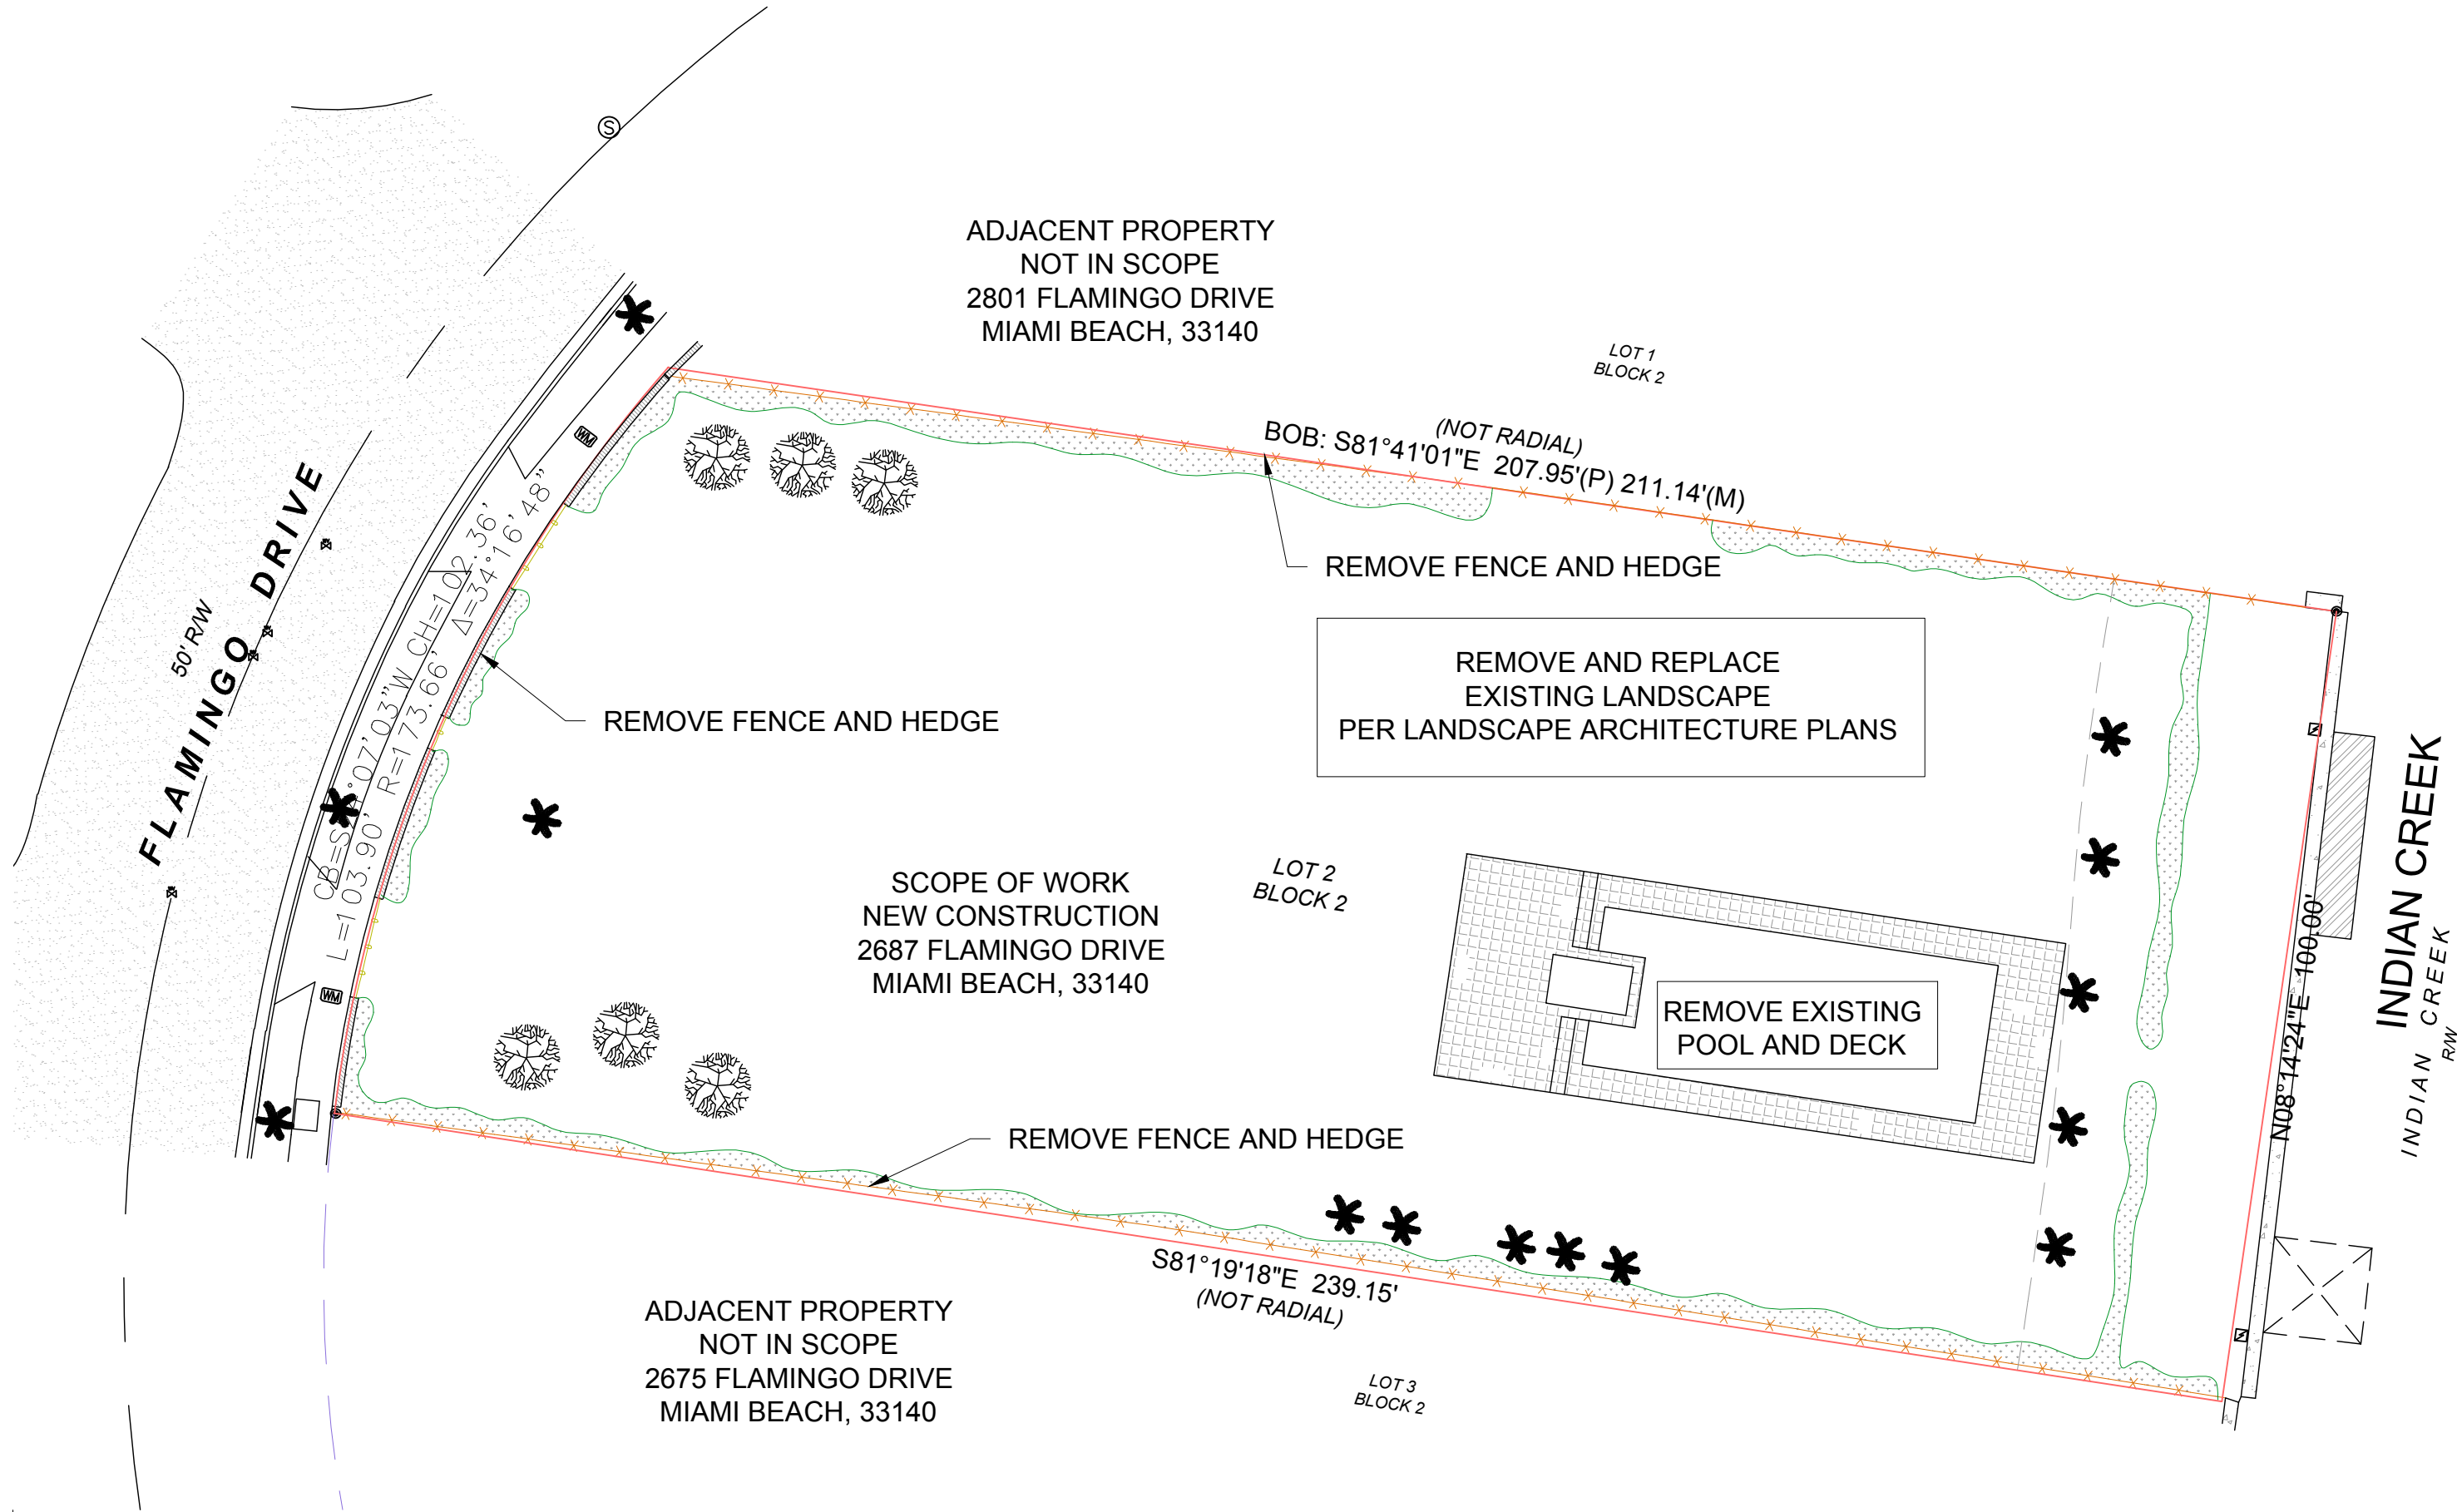 S
ADJACENT PROPERTY
NOT IN SCOPE
2801 FLAMINGO DRIVE
MIAMI BEACH, 33140
LOT 1
BLOCK 2
(NOT RADIAL)
BOB: S81°41'01"E 207.95'(P) 211.14'(M)
WM
REMOVE FENCE AND HEDGE
FLAMINGO DRIVE
50' R/W
CH=102.36'
Δ=34°16'48"
L=103.90' R=173.66'
REMOVE FENCE AND HEDGE
REMOVE AND REPLACE
EXISTING LANDSCAPE
PER LANDSCAPE ARCHITECTURE PLANS
SCOPE OF WORK
NEW CONSTRUCTION
2687 FLAMINGO DRIVE
MIAMI BEACH, 33140
LOT 2
BLOCK 2
REMOVE EXISTING
POOL AND DECK
N08°14'24"E 100.00'
INDIAN CREEK
INDIAN CREEK
R/W
WM
REMOVE FENCE AND HEDGE
S81°19'18"E 239.15'
(NOT RADIAL)
ADJACENT PROPERTY
NOT IN SCOPE
2675 FLAMINGO DRIVE
MIAMI BEACH, 33140
LOT 3
BLOCK 2